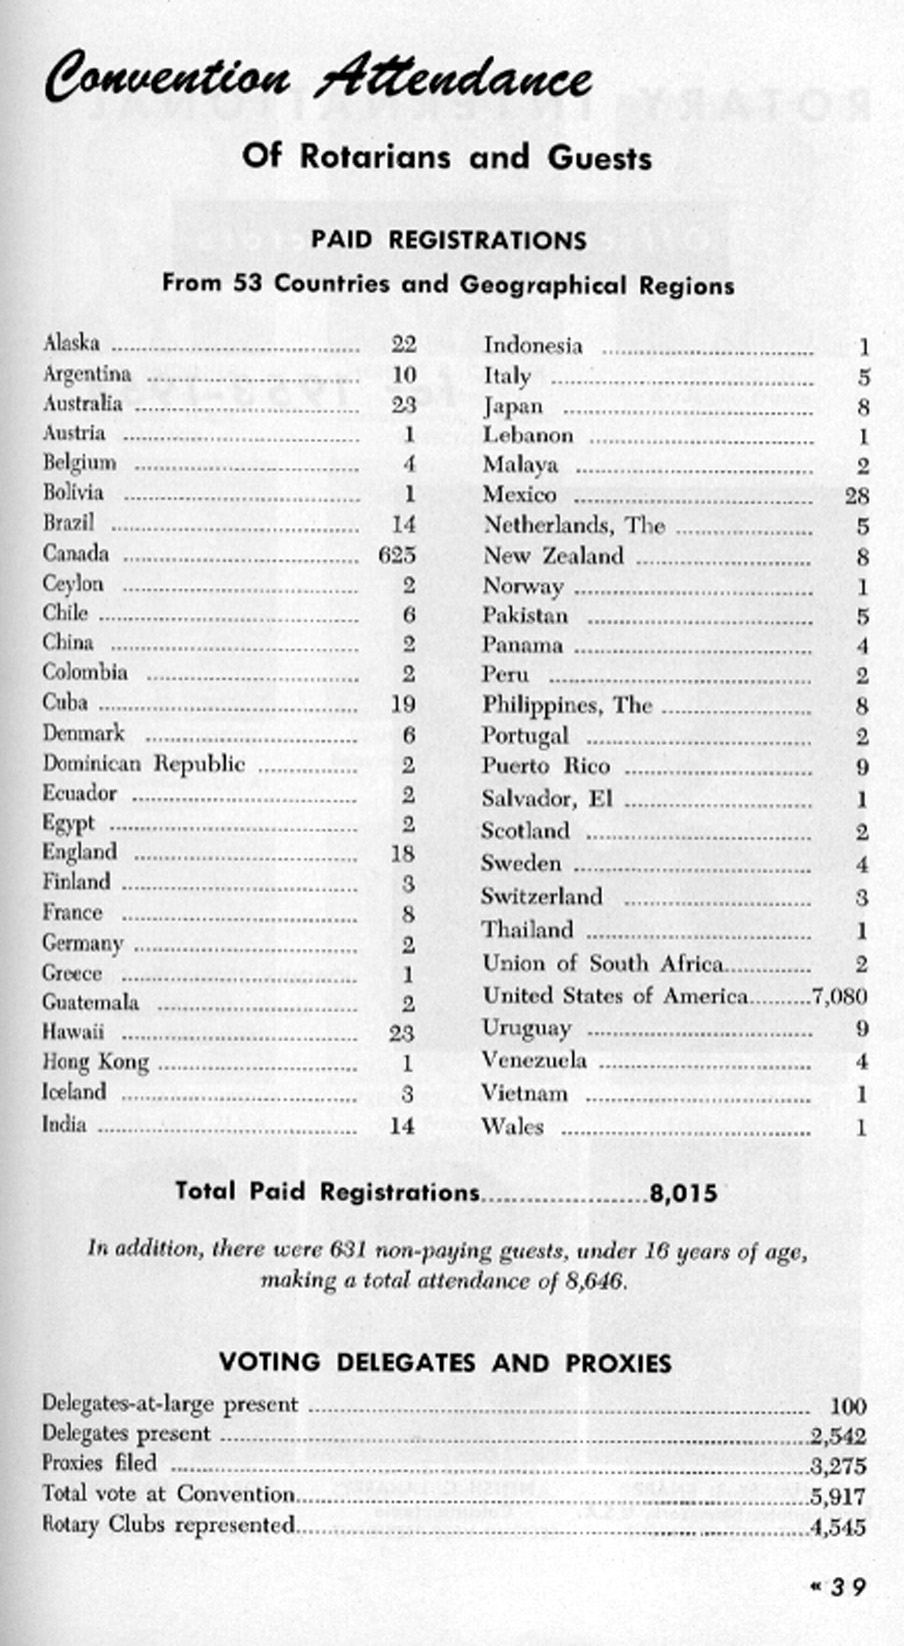 Convention Attendance
Of Rotarians and Guests
PAID REGISTRATIONS
From 53 Countries and Geographical Regions
Alaska 22
Argentina 10
Australia 23
Austria 1
Belgium 4
Bolivia 1
Brazil 14
Canada 625
Ceylon 2
Chile 6
China 2
Colombia 2
Cuba 19
Denmark 6
Dominican Republic 2
Ecuador 2
Egypt 2
England 18
Finland 3
France 8
Germany 2
Greece 1
Guatemala 2
Hawaii 23
Hong Kong 1
Iceland 3
India 14
Indonesia 1
Italy 5
Japan 8
Lebanon 1
Malaya 2
Mexico 28
Netherlands, The 5
New Zealand 8
Norway 1
Pakistan 5
Panama 4
Peru 2
Philippines, The 8
Portugal 2
Puerto Rico 9
Salvador, El 1
Scotland 2
Sweden 4
Switzerland 3
Thailand 1
Union of South Africa 2
United States of America 7,080
Uruguay 9
Venezuela 4
Vietnam 1
Wales 1
Total Paid Registrations 8,015
In addition, there were 631 non-paying guests, under 16 years of age,
making a total attendance of 8,646.
VOTING DELEGATES AND PROXIES
Delegates-at-large present 100
Delegates present 2,542
Proxies filed 3,275
Total vote at Convention 5,917
Rotary Clubs represented 4,545
« 39